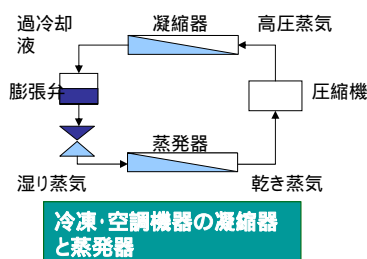 過冷却
液
凝縮器
高圧蒸気
膨張弁
圧縮機
蒸発器
湿り蒸気
乾き蒸気
冷凍･空調機器の凝縮器
と蒸発器